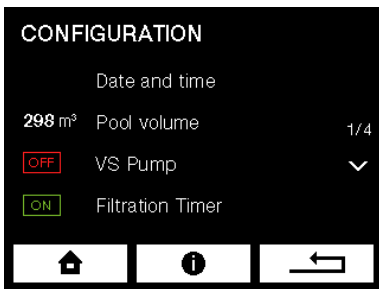 CONFIGURATION
Date and time
298 m³ Pool volume
1/4
OFF VS Pump
ON Filtration Timer